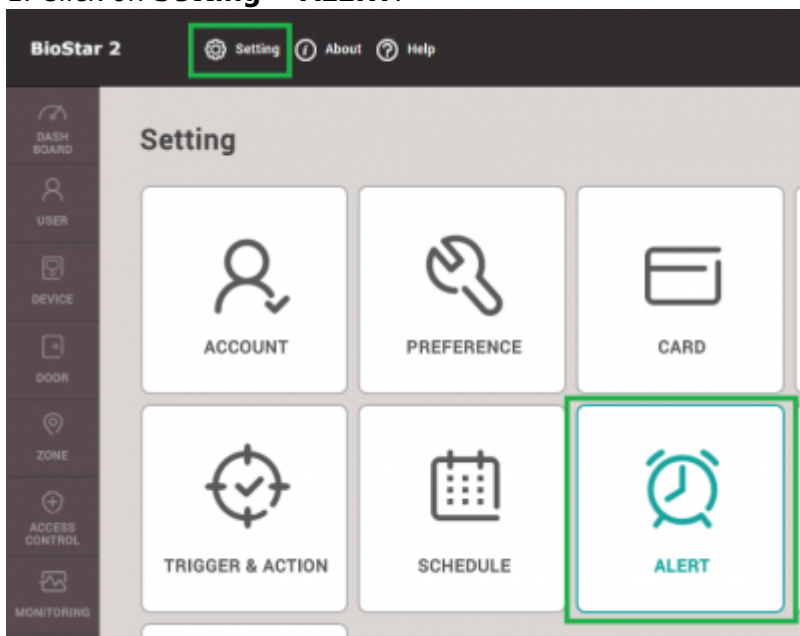 BioStar 2
Setting
About
Help
DASH
BOARD
USER
DEVICE
DOOR
ZONE
ACCESS
CONTROL
MONITORING
Setting
ACCOUNT
PREFERENCE
CARD
TRIGGER & ACTION
SCHEDULE
ALERT